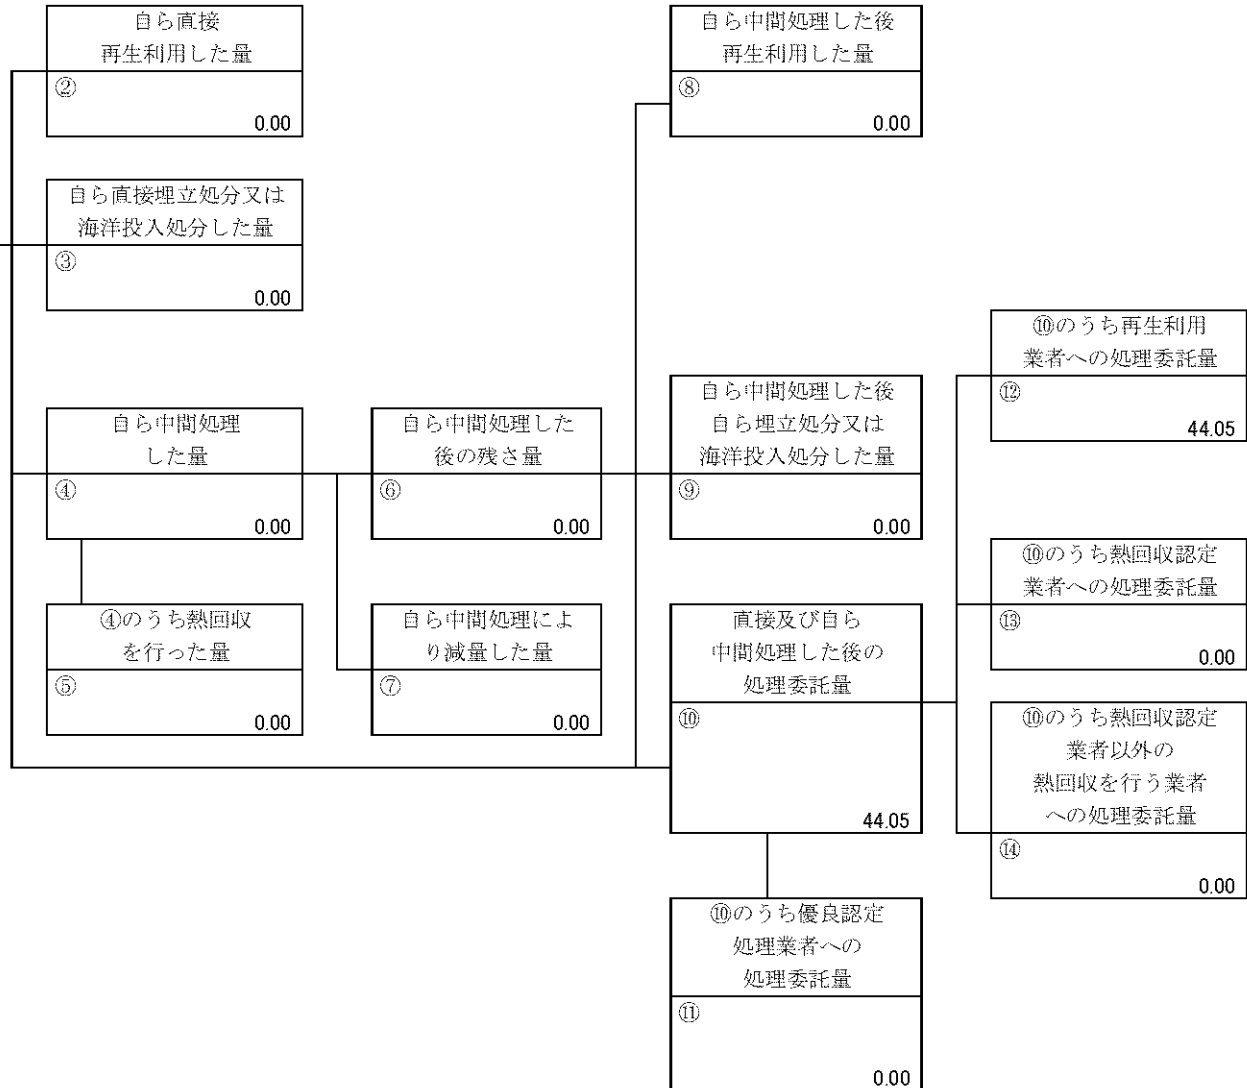 自ら直接
再生利用した量
②
0.00
自ら中間処理した後
再生利用した量
⑧
0.00
自ら直接埋立処分又は
海洋投入処分した量
③
0.00
⑩のうち再生利用
業者への処理委託量
⑫
44.05
自ら中間処理
した量
④
0.00
自ら中間処理した
後の残さ量
⑥
0.00
自ら中間処理した後
自ら埋立処分又は
海洋投入処分した量
⑨
0.00
⑩のうち熱回収認定
業者への処理委託量
⑬
0.00
④のうち熱回収
を行った量
⑤
0.00
自ら中間処理によ
り減量した量
⑦
0.00
直接及び自ら
中間処理した後の
処理委託量
⑩
44.05
⑩のうち熱回収認定
業者以外の
熱回収を行う業者
への処理委託量
⑭
0.00
⑩のうち優良認定
処理業者への
処理委託量
⑪
0.00